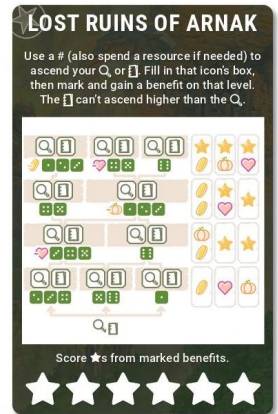 LOST RUINS OF ARNAK
Use a # (also spend a resource if needed) to
ascend your or . Fill in that icon's box,
then mark and gain a benefit on that level.
The can't ascend higher than the .
Score ★s from marked benefits.